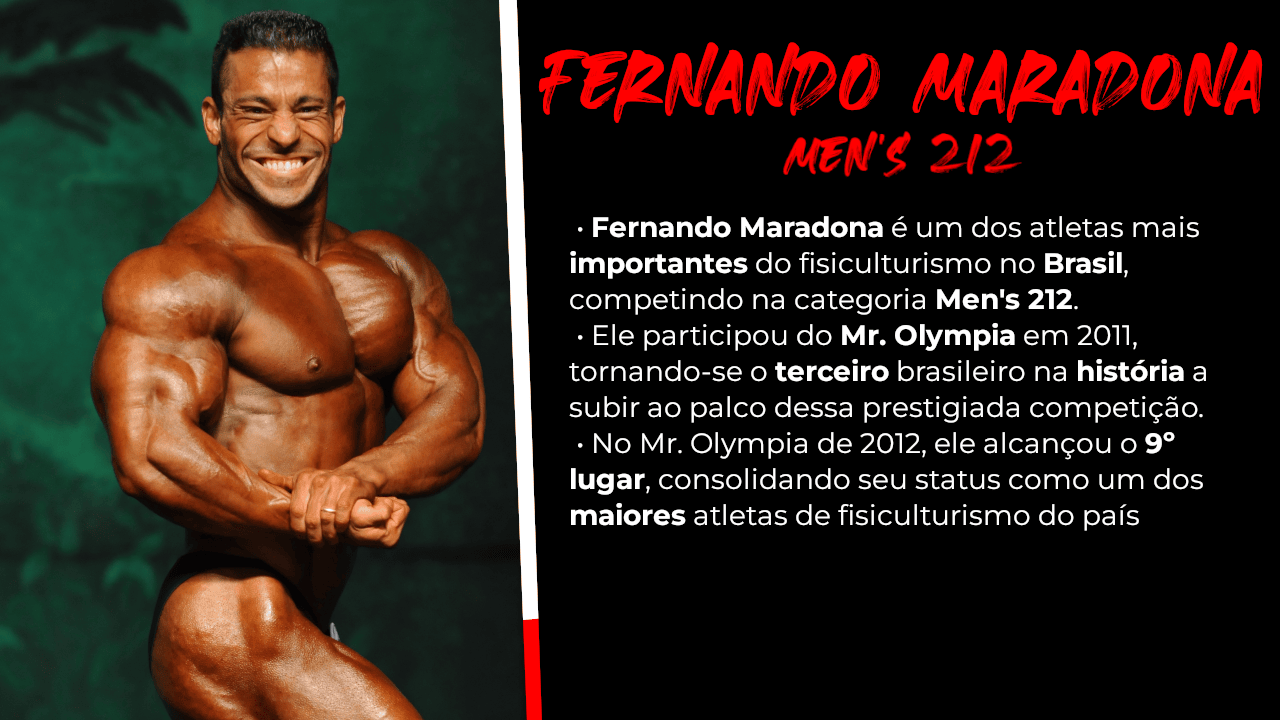 FERNANDO MARADONA
MEN'S 212
• Fernando Maradona é um dos atletas mais
importantes do fisiculturismo no Brasil,
competindo na categoria Men's 212.
• Ele participou do Mr. Olympia em 2011,
tornando-se o terceiro brasileiro na história a
subir ao palco dessa prestigiada competição.
• No Mr. Olympia de 2012, ele alcançou o 9º
lugar, consolidando seu status como um dos
maiores atletas de fisiculturismo do país